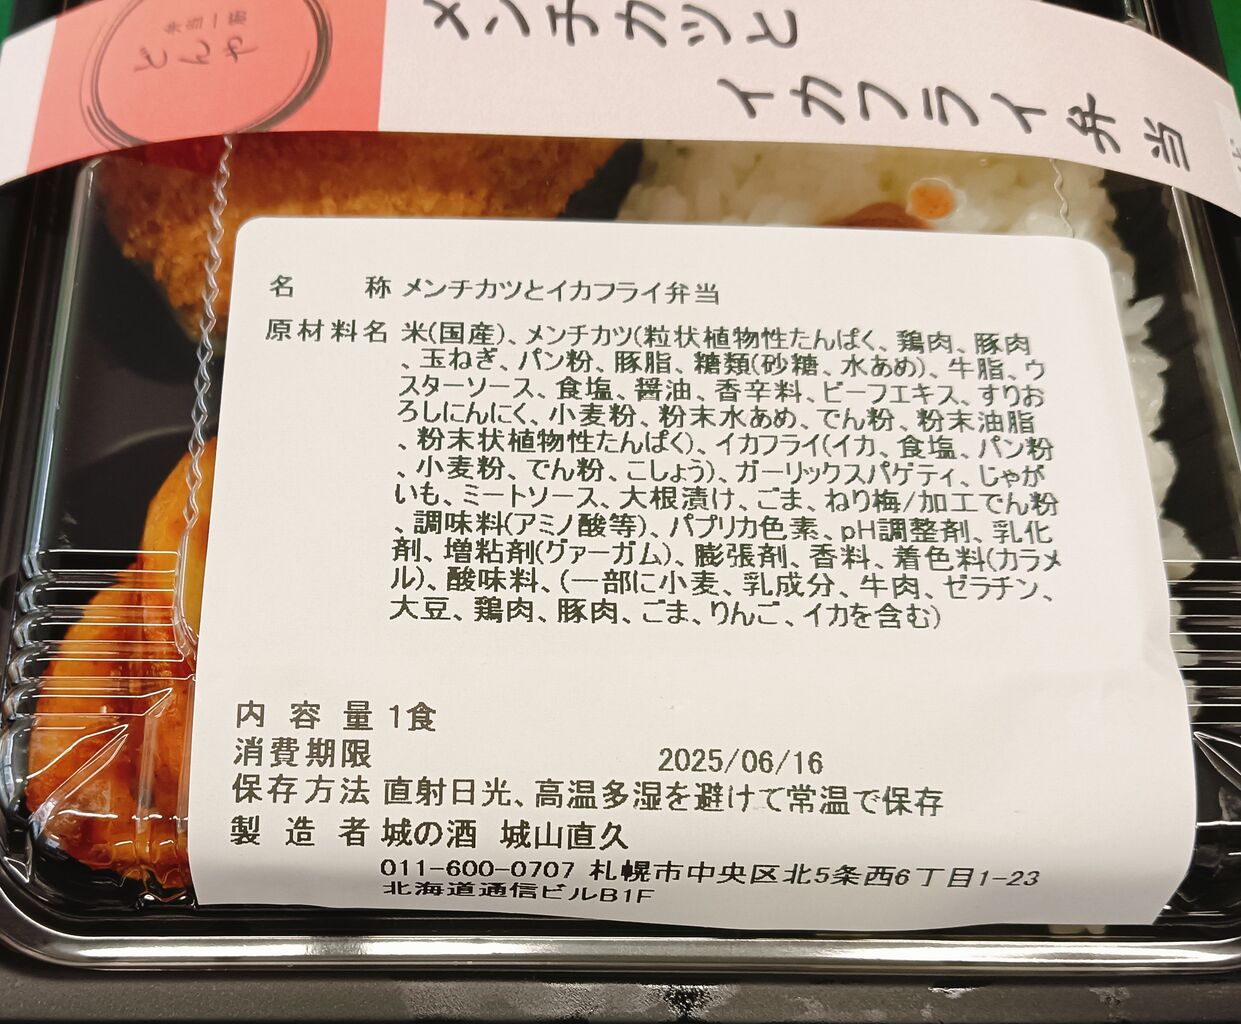 弁当一筋
どんや
メンチカツと
イカフライ弁当
名 称 メンチカツとイカフライ弁当
原材料名 米(国産)、メンチカツ(粒状植物性たんぱく、鶏肉、豚肉
、玉ねぎ、パン粉、豚脂、糖類(砂糖、水あめ)、牛脂、ウ
スターソース、食塩、醤油、香辛料、ビーフエキス、すりお
ろしにんにく、小麦粉、粉末水あめ、でん粉、粉末油脂
、粉末状植物性たんぱく)、イカフライ(イカ、食塩、パン粉
、小麦粉、でん粉、こしょう)、ガーリックスパゲティ、じゃが
いも、ミートソース、大根漬け、ごま、ねり梅/加工でん粉
、調味料(アミノ酸等)、パプリカ色素、pH調整剤、乳化
剤、増粘剤(グァーガム)、膨張剤、香料、着色料(カラメ
ル)、酸味料、(一部に小麦、乳成分、牛肉、ゼラチン、
大豆、鶏肉、豚肉、ごま、りんご、イカを含む)
内容量 1食
消費期限 2025/06/16
保存方法 直射日光、高温多湿を避けて常温で保存
製造者 城の酒 城山直久
011-600-0707 札幌市中央区北5条西6丁目1-23
北海道通信ビルB1F